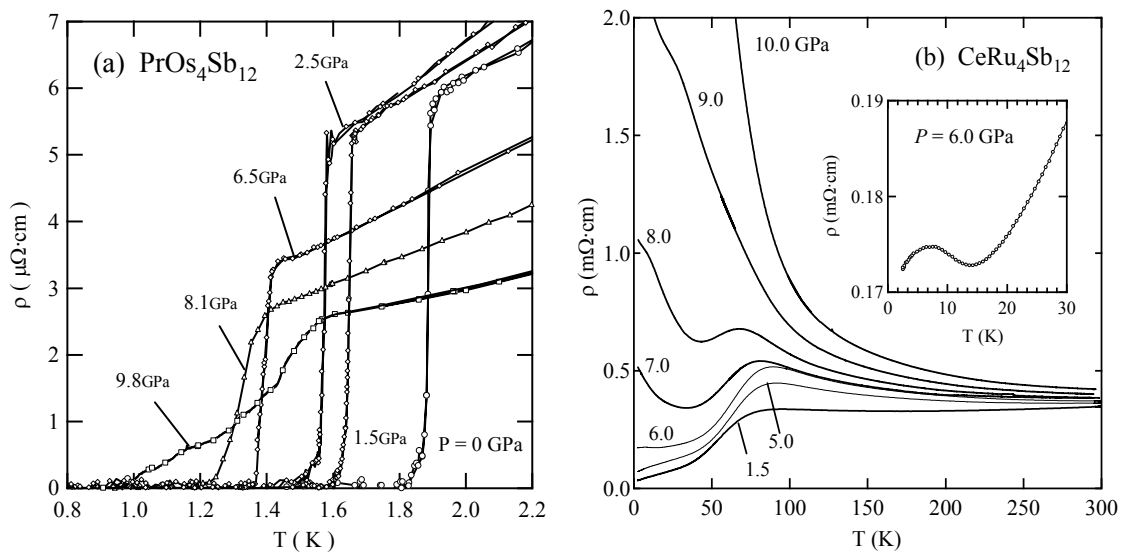 (a) PrOs4Sb12
7
6
5
4
3
2
1
0
ρ ( μΩ·cm )
0.8
1.0
1.2
1.4
1.6
1.8
2.0
2.2
T ( K )
2.5GPa
6.5GPa
8.1GPa
9.8GPa
1.5GPa
P = 0 GPa
(b) CeRu4Sb12
2.0
1.5
1.0
0.5
0.0
ρ (mΩ·cm)
0
50
100
150
200
250
300
T (K)
10.0 GPa
9.0
8.0
7.0
6.0
5.0
1.5
P = 6.0 GPa
0.19
0.18
0.17
ρ (mΩ·cm)
0
10
20
30
T (K)